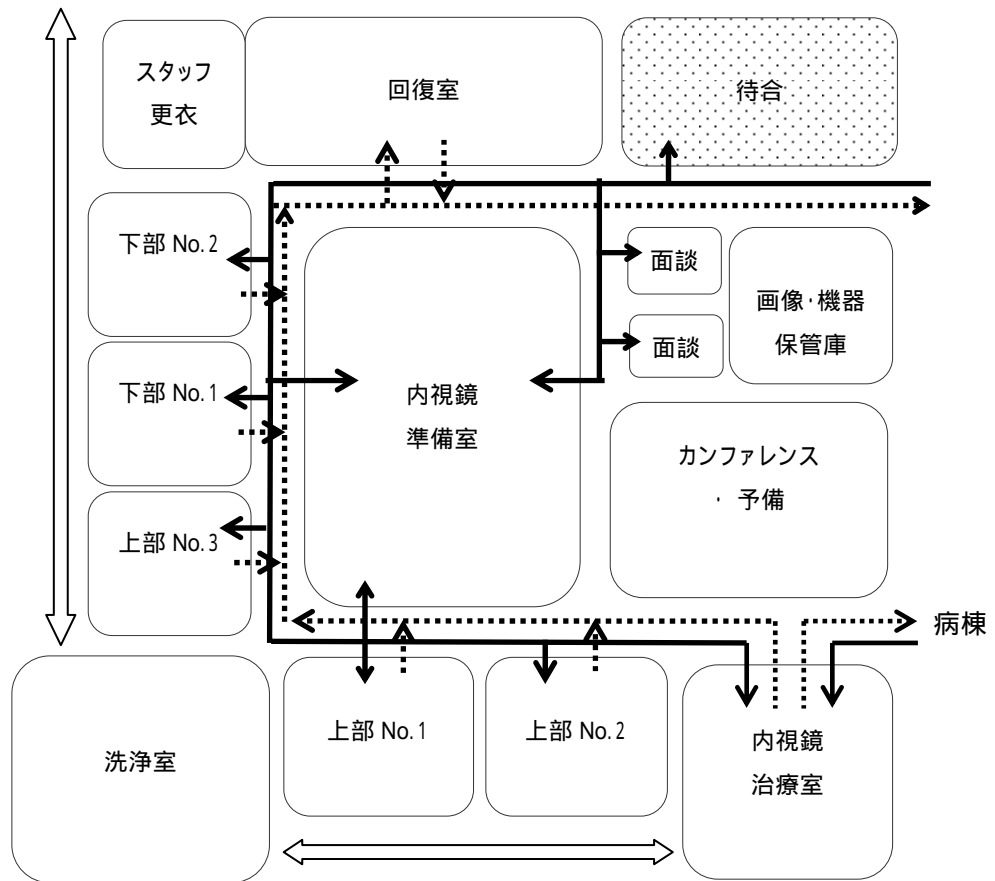 スタッフ
更衣
回復室
待合
下部 No.2
面談
画像・機器
保管庫
面談
下部 No.1
内視鏡
準備室
カンファレンス
・ 予備
上部 No.3
病棟
洗浄室
上部 No.1
上部 No.2
内視鏡
治療室